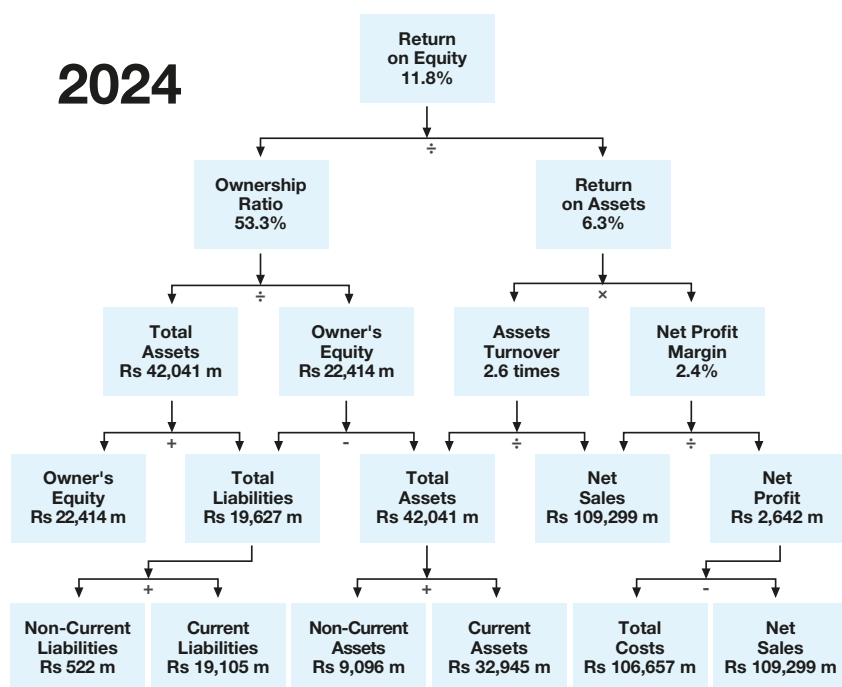 2024
Return
on Equity
11.8%
÷
Ownership
Ratio
53.3%
Return
on Assets
6.3%
÷
×
Total
Assets
Rs 42,041 m
Owner's
Equity
Rs 22,414 m
Assets
Turnover
2.6 times
Net Profit
Margin
2.4%
+
-
÷
÷
Owner's
Equity
Rs 22,414 m
Total
Liabilities
Rs 19,627 m
Total
Assets
Rs 42,041 m
Net
Sales
Rs 109,299 m
Net
Profit
Rs 2,642 m
+
+
-
Non-Current
Liabilities
Rs 522 m
Current
Liabilities
Rs 19,105 m
Non-Current
Assets
Rs 9,096 m
Current
Assets
Rs 32,945 m
Total
Costs
Rs 106,657 m
Net
Sales
Rs 109,299 m